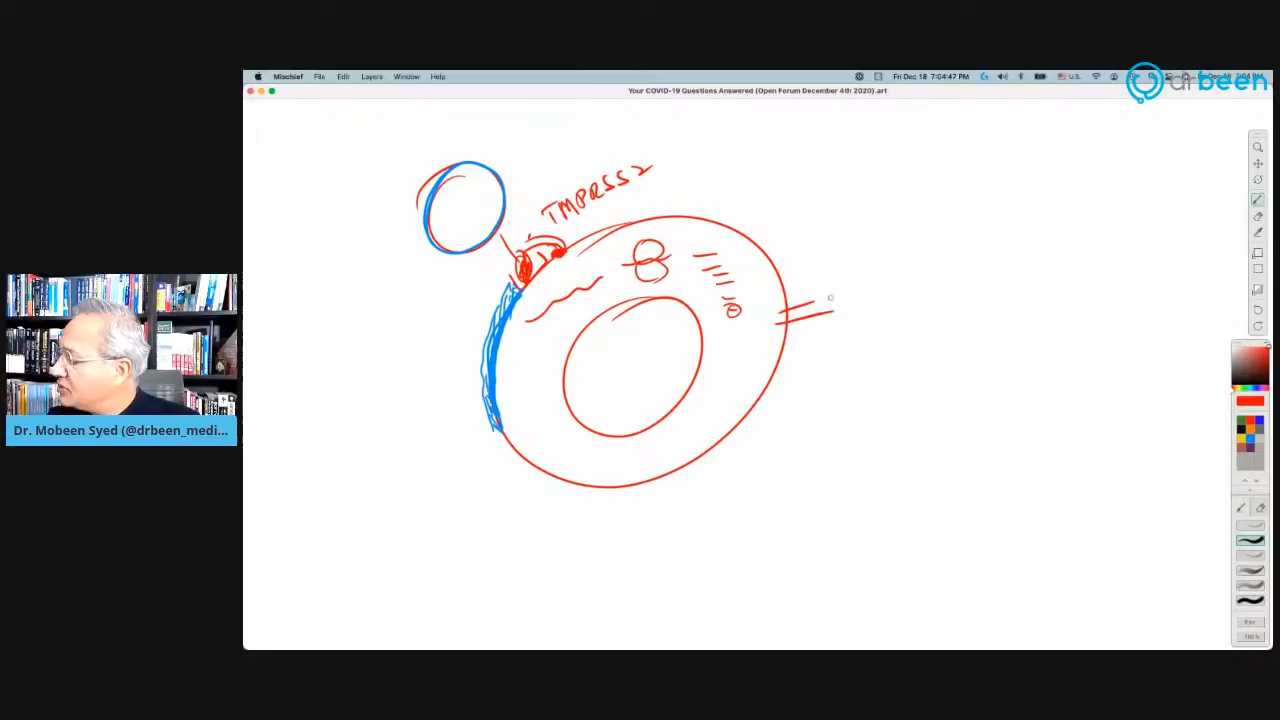 Mischief File Edit Layers Window Help
Fri Dec 18 7:04:47 PM
U.S.
drbeen
Your COVID-19 Questions Answered (Open Forum December 4th 2020).art
TMPRSS2
Dr. Mobeen Syed (@drbeen_medi...
100 %